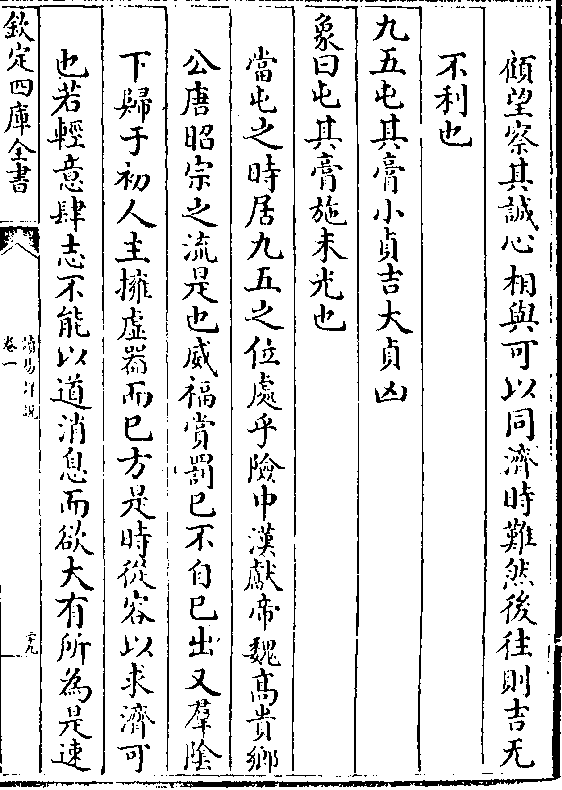 頋望察其誠心相與可以同濟時難然後往則吉无
不利也
九五屯其膏小貞吉大貞凶
象曰屯其膏施未光也
當屯之時居九五之位處乎險中漢獻帝魏高貴鄉
公唐昭宗之流是也威福賞罰已不自已出又羣陰
下歸于初人主擁虛器而已方是時從容以求濟可
也若輕意肆志不能以道消息而欲大有所為是速
欽定四庫全書
讀易詳說
卷一
二十九